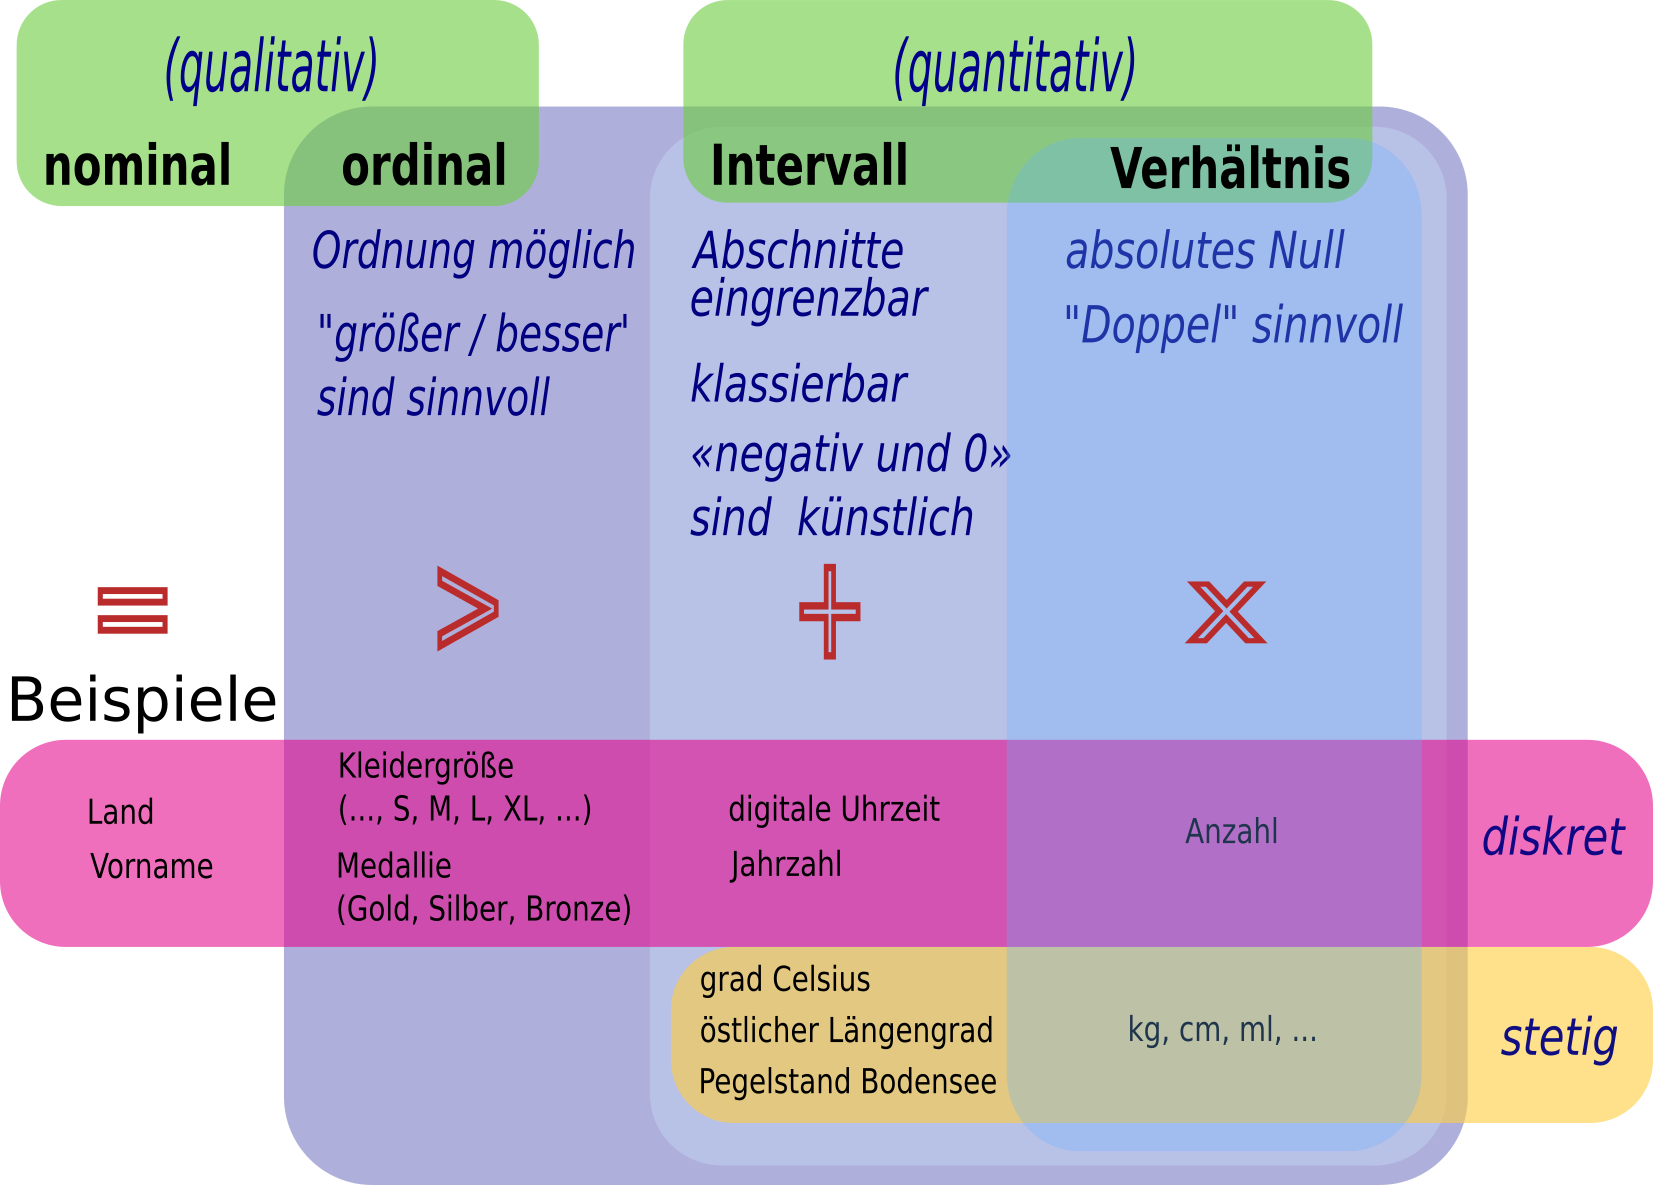 (qualitativ)
(quantitativ)
nominal
ordinal
Intervall
Verhältnis
Ordnung möglich
"größer / besser'
sind sinnvoll
Abschnitte
eingrenzbar
klassierbar
«negativ und 0»
sind künstlich
absolutes Null
"Doppel" sinnvoll
=
>
+
x
Beispiele
Land
Vorname
Kleidergröße
(..., S, M, L, XL, ...)
Medallie
(Gold, Silber, Bronze)
digitale Uhrzeit
Jahrzahl
Anzahl
diskret
grad Celsius
östlicher Längengrad
Pegelstand Bodensee
kg, cm, ml, ...
stetig